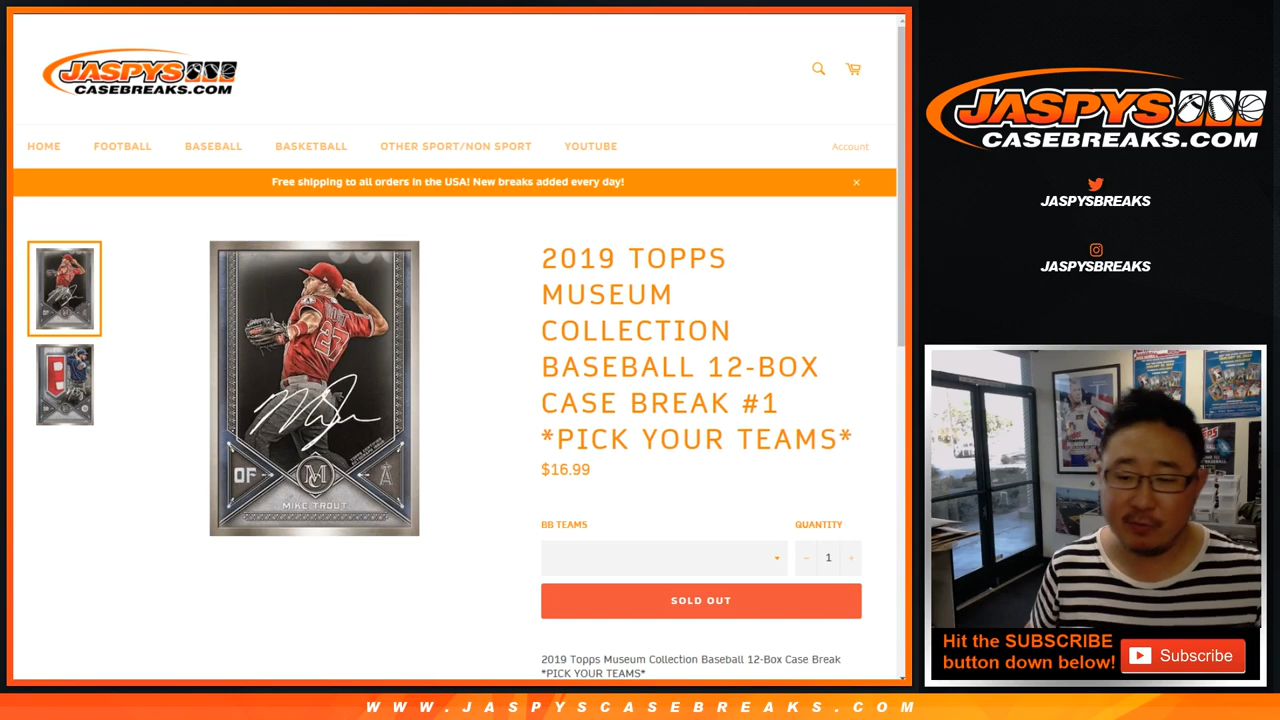 JASPYS
CASEBREAKS.COM
HOME FOOTBALL BASEBALL BASKETBALL OTHER SPORT/NON SPORT YOUTUBE Account
Free shipping to all orders in the USA! New breaks added every day! ×
2019 TOPPS
MUSEUM
COLLECTION
BASEBALL 12-BOX
CASE BREAK #1
*PICK YOUR TEAMS*
$16.99
27
OF MC A
MIKE TROUT
BB TEAMS QUANTITY
− 1 +
SOLD OUT
2019 Topps Museum Collection Baseball 12-Box Case Break
*PICK YOUR TEAMS*
JASPYS
CASEBREAKS.COM
JASPYSBREAKS
JASPYSBREAKS
Hit the SUBSCRIBE
button down below!
Subscribe
WWW.JASPYSCASEBREAKS.COM